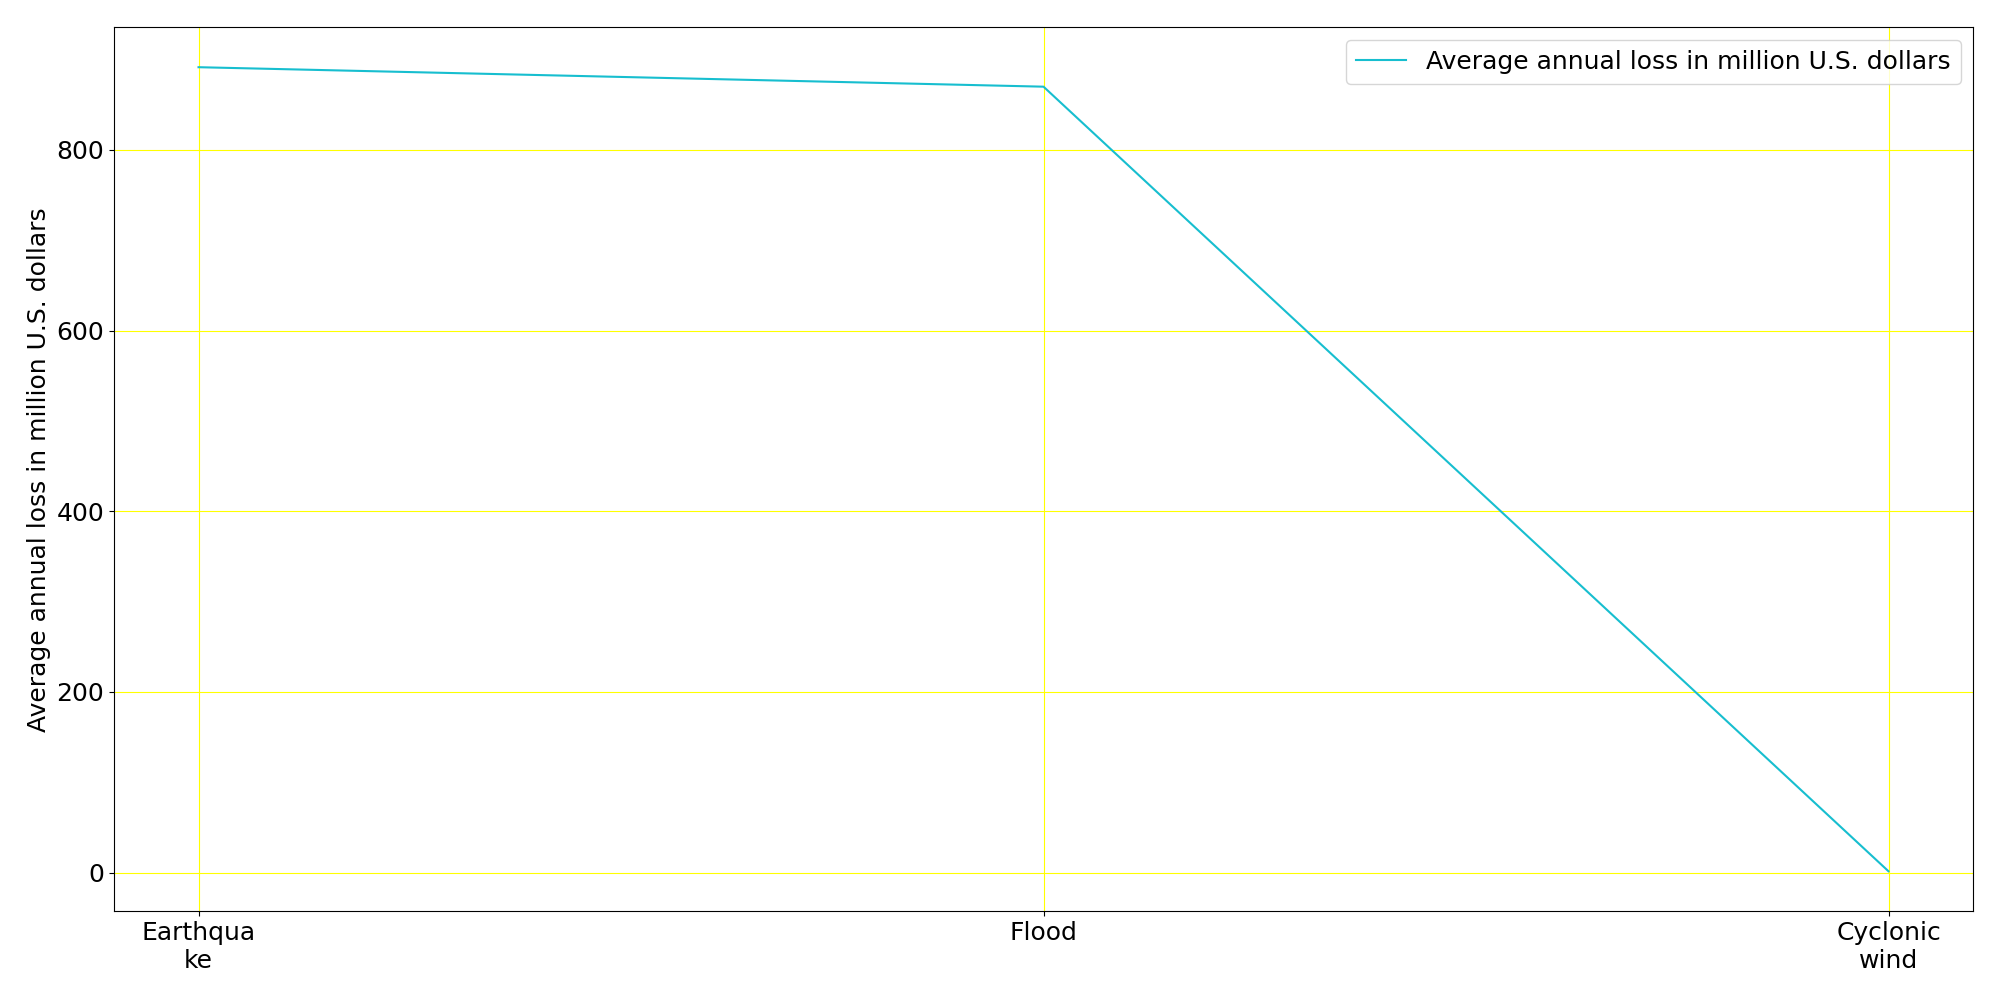 Average annual loss in million U.S. dollars
Average annual loss in million U.S. dollars
800
600
400
200
0
Earthqua
ke
Flood
Cyclonic
wind